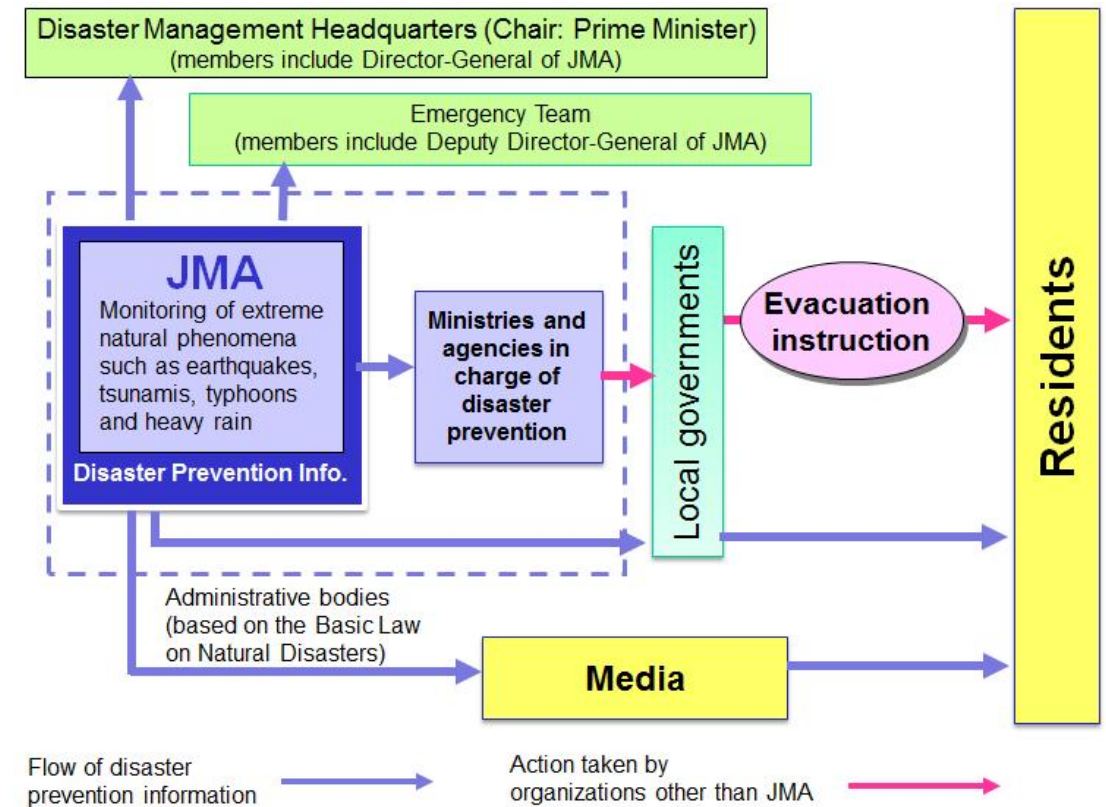 Disaster Management Headquarters (Chair: Prime Minister)
(members include Director-General of JMA)
Emergency Team
(members include Deputy Director-General of JMA)
JMA
Monitoring of extreme
natural phenomena
such as earthquakes,
tsunamis, typhoons
and heavy rain
Disaster Prevention Info.
Ministries and
agencies in
charge of
disaster
prevention
Local governments
Evacuation
instruction
Residents
Administrative bodies
(based on the Basic Law
on Natural Disasters)
Media
Flow of disaster
prevention information
Action taken by
organizations other than JMA